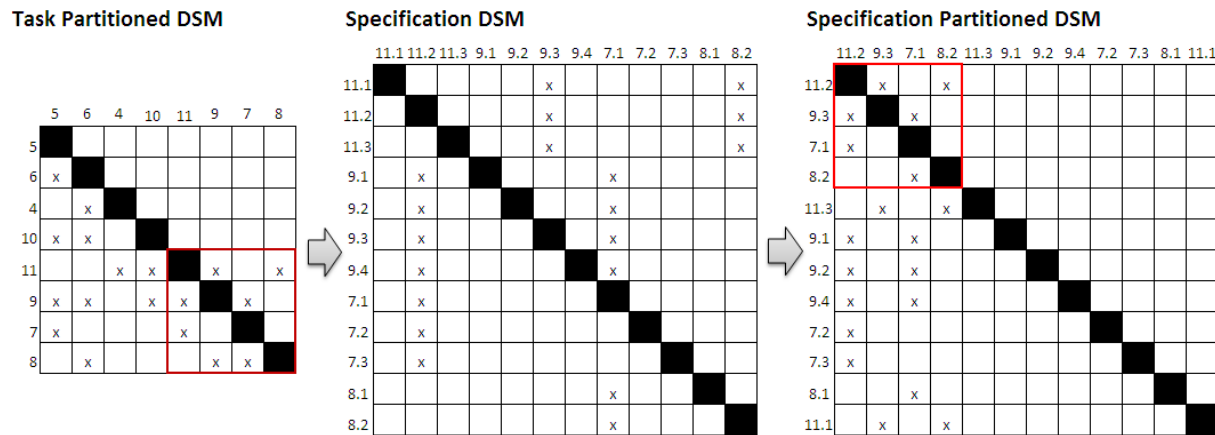 Task Partitioned DSM
5 6 4 10 11 9 7 8
5
6 x
4 x
10 x x
11 x x x x
9 x x x x x
7 x x
8 x x x
Specification DSM
11.1 11.2 11.3 9.1 9.2 9.3 9.4 7.1 7.2 7.3 8.1 8.2
11.1 x x
11.2 x x
11.3 x x
9.1 x x
9.2 x x
9.3 x x
9.4 x x
7.1 x
7.2 x
7.3 x
8.1 x
8.2 x
Specification Partitioned DSM
11.2 9.3 7.1 8.2 11.3 9.1 9.2 9.4 7.2 7.3 8.1 11.1
11.2 x x
9.3 x x
7.1 x
8.2 x
11.3 x x
9.1 x x
9.2 x x
9.4 x x
7.2 x
7.3 x
8.1 x
11.1 x x